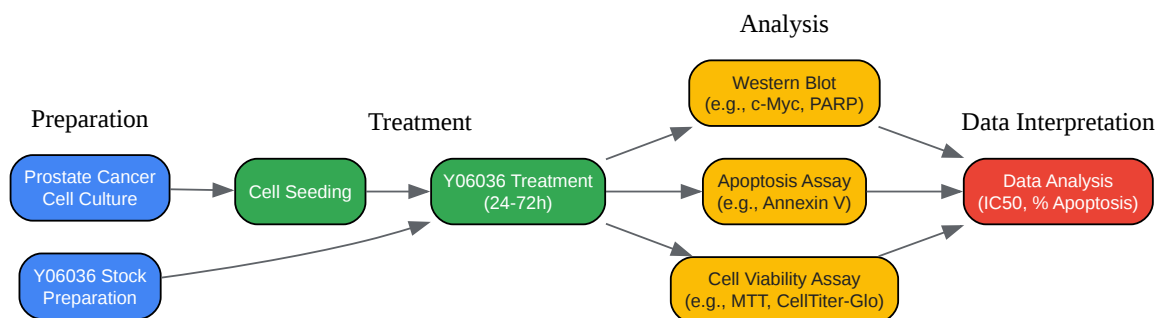 Preparation
Prostate Cancer
Cell Culture
Y06036 Stock
Preparation
Treatment
Cell Seeding
Y06036 Treatment
(24-72h)
Analysis
Western Blot
(e.g., c-Myc, PARP)
Apoptosis Assay
(e.g., Annexin V)
Cell Viability Assay
(e.g., MTT, CellTiter-Glo)
Data Interpretation
Data Analysis
(IC50, % Apoptosis)